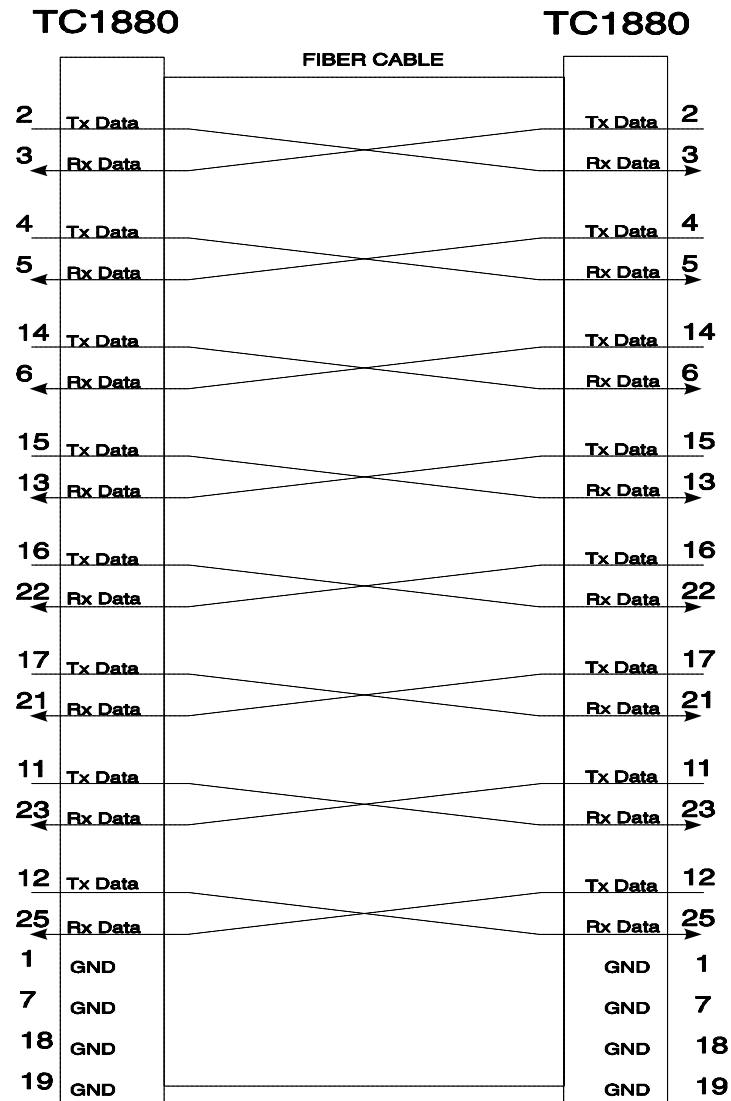 TC1880 TC1880
FIBER CABLE
2 Tx Data Tx Data 2
3 Rx Data Rx Data 3
4 Tx Data Tx Data 4
5 Rx Data Rx Data 5
14 Tx Data Tx Data 14
6 Rx Data Rx Data 6
15 Tx Data Tx Data 15
13 Rx Data Rx Data 13
16 Tx Data Tx Data 16
22 Rx Data Rx Data 22
17 Tx Data Tx Data 17
21 Rx Data Rx Data 21
11 Tx Data Tx Data 11
23 Rx Data Rx Data 23
12 Tx Data Tx Data 12
25 Rx Data Rx Data 25
1 GND GND 1
7 GND GND 7
18 GND GND 18
19 GND GND 19